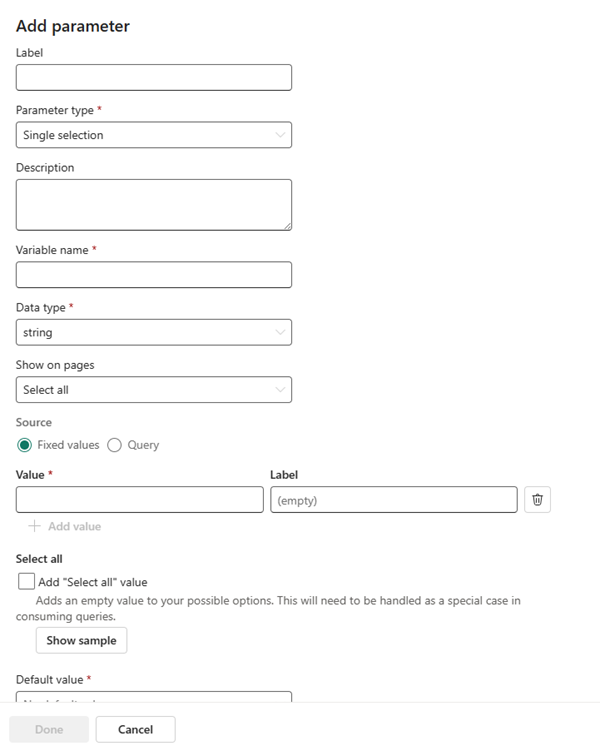 Add parameter
Label
Parameter type *
Single selection
Description
Variable name *
Data type *
string
Show on pages
Select all
Source
Fixed values Query
Value * Label
(empty)
+ Add value
Select all
Add "Select all" value
Adds an empty value to your possible options. This will need to be handled as a special case in
consuming queries.
Show sample
Default value *
Done Cancel